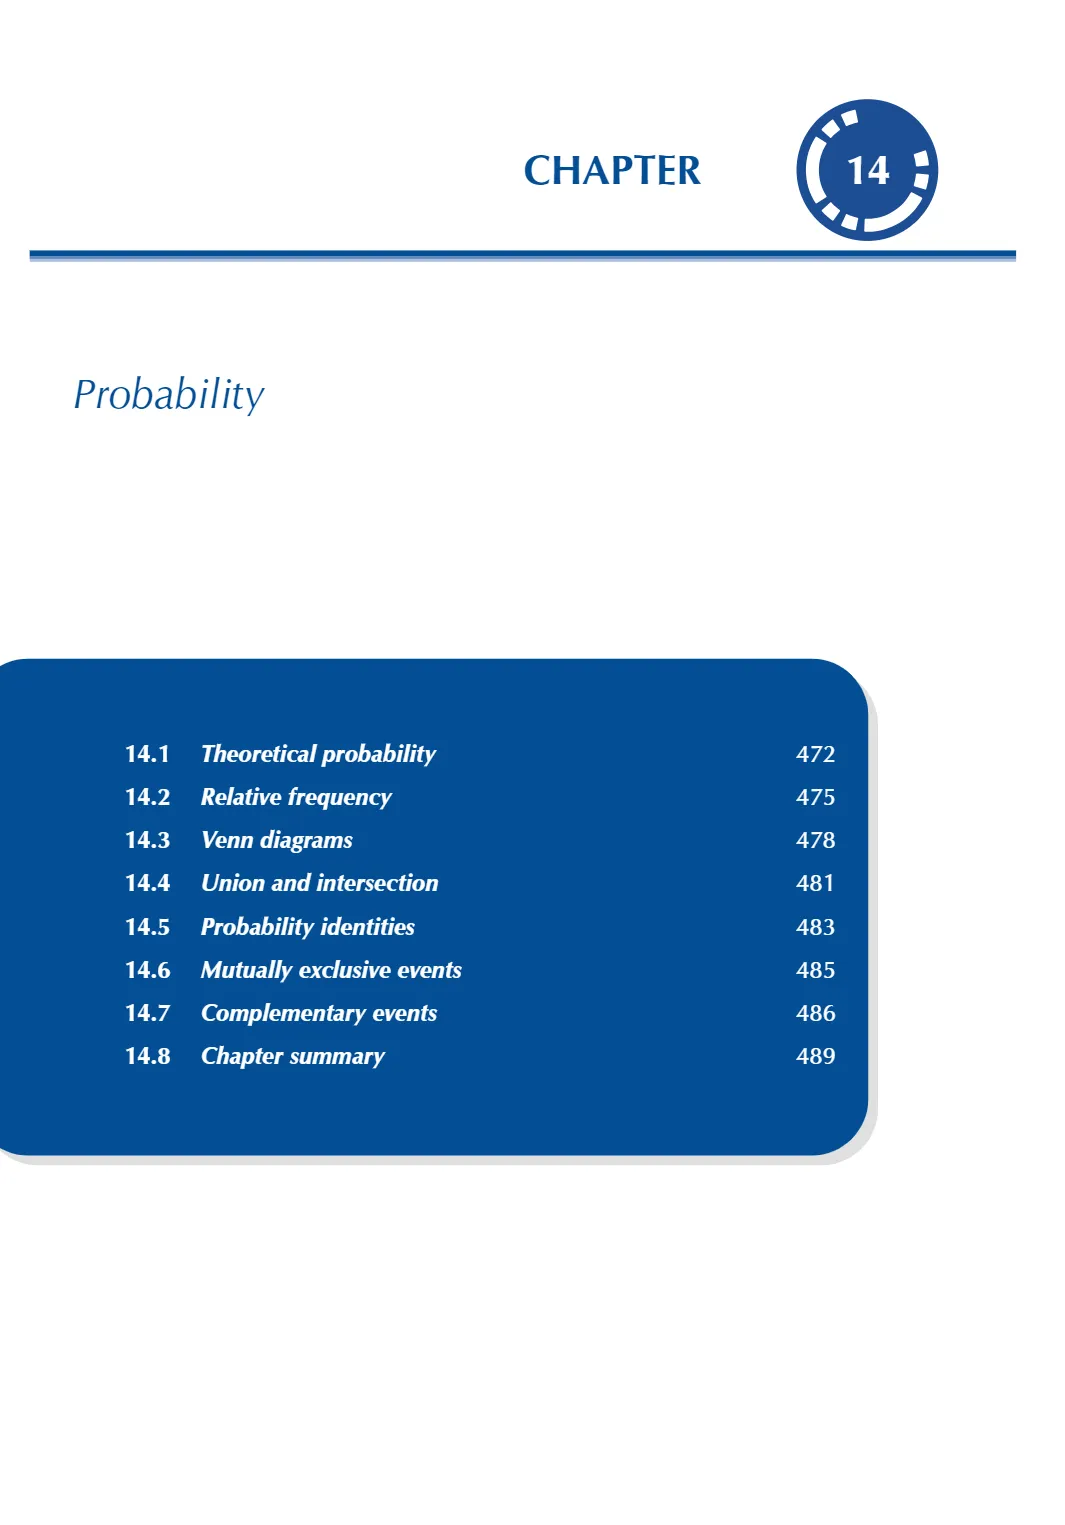 CHAPTER 14
Probability
14.1 Theoretical probability 472
14.2 Relative frequency 475
14.3 Venn diagrams 478
14.4 Union and intersection 481
14.5 Probability identities 483
14.6 Mutually exclusive events 485
14.7 Complementary events 486
14.8 Chapter summary 489